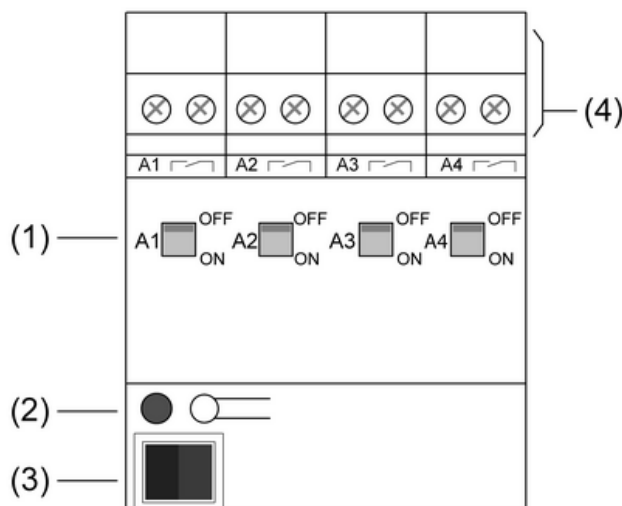 (4)
A1 A2 A3 A4
OFF OFF OFF OFF
(1) A1 A2 A3 A4
ON ON ON ON
(2)
(3)